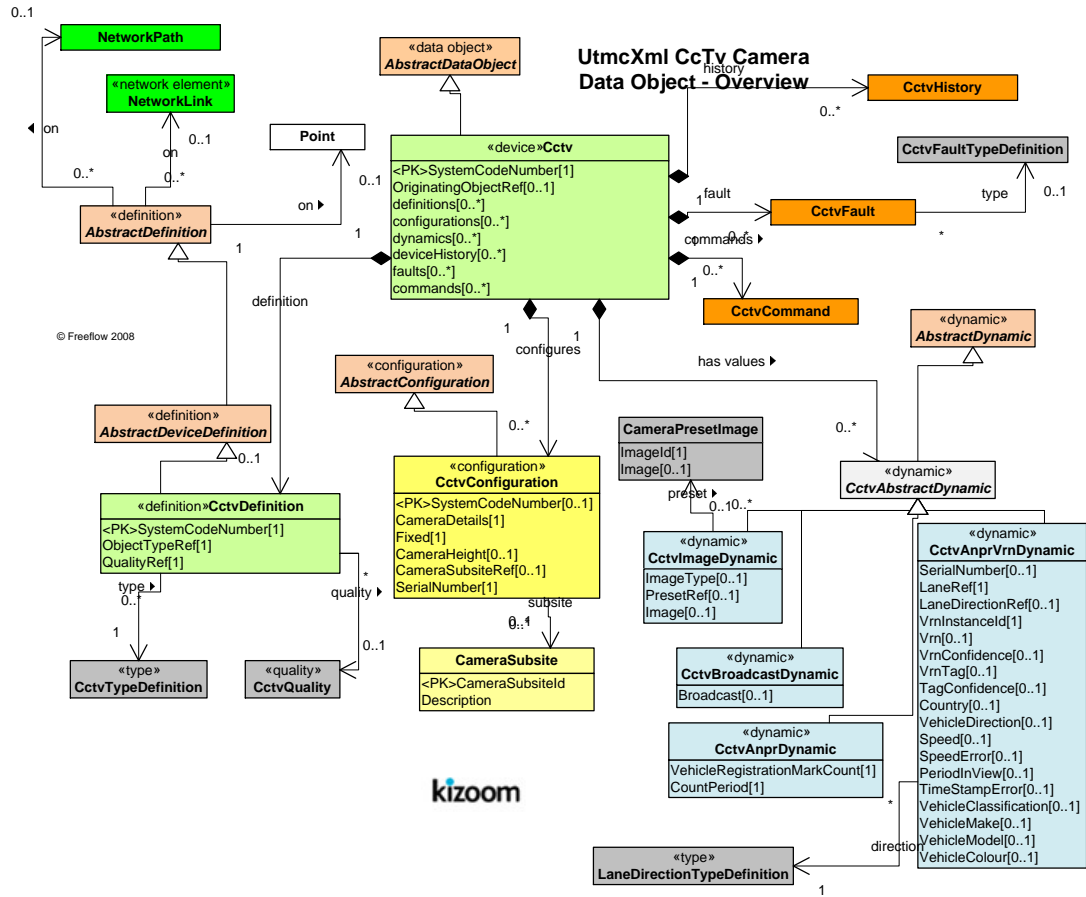 UtmcXml CcTv Camera
Data Object - Overview
0..1
NetworkPath
«network element»
NetworkLink
on
on
0..1
0..*
0..*
Point
0..1
on
«definition»
AbstractDefinition
1
«data object»
AbstractDataObject
«device»Cctv
<PK>SystemCodeNumber[1]
OriginatingObjectRef[0..1]
definitions[0..*]
configurations[0..*]
dynamics[0..*]
deviceHistory[0..*]
faults[0..*]
commands[0..*]
history
0..*
CctvHistory
CctvFaultTypeDefinition
type
0..1
*
fault
1
0..*
CctvFault
commands
1
0..*
1
CctvCommand
1
definition
© Freeflow 2008
1
configures
1
has values
«dynamic»
AbstractDynamic
«configuration»
AbstractConfiguration
0..*
0..*
«definition»
AbstractDeviceDefinition
0..1
«definition»CctvDefinition
<PK>SystemCodeNumber[1]
ObjectTypeRef[1]
QualityRef[1]
type
0..*
1
«type»
CctvTypeDefinition
*
quality
0..1
«quality»
CctvQuality
«configuration»
CctvConfiguration
<PK>SystemCodeNumber[0..1]
CameraDetails[1]
Fixed[1]
CameraHeight[0..1]
CameraSubsiteRef[0..1]
SerialNumber[1]
subsite
0..1
0..*
CameraSubsite
<PK>CameraSubsiteId
Description
CameraPresetImage
ImageId[1]
Image[0..1]
preset
0..1
0..*
«dynamic»
CctvAbstractDynamic
«dynamic»
CctvImageDynamic
ImageType[0..1]
PresetRef[0..1]
Image[0..1]
«dynamic»
CctvBroadcastDynamic
Broadcast[0..1]
«dynamic»
CctvAnprDynamic
VehicleRegistrationMarkCount[1]
CountPeriod[1]
«dynamic»
CctvAnprVrnDynamic
SerialNumber[0..1]
LaneRef[1]
LaneDirectionRef[0..1]
VrnInstanceId[1]
Vrn[0..1]
VrnConfidence[0..1]
VrnTag[0..1]
TagConfidence[0..1]
Country[0..1]
VehicleDirection[0..1]
Speed[0..1]
SpeedError[0..1]
PeriodInView[0..1]
TimeStampError[0..1]
VehicleClassification[0..1]
VehicleMake[0..1]
VehicleModel[0..1]
VehicleColour[0..1]
*
direction
1
«type»
LaneDirectionTypeDefinition
kizoom